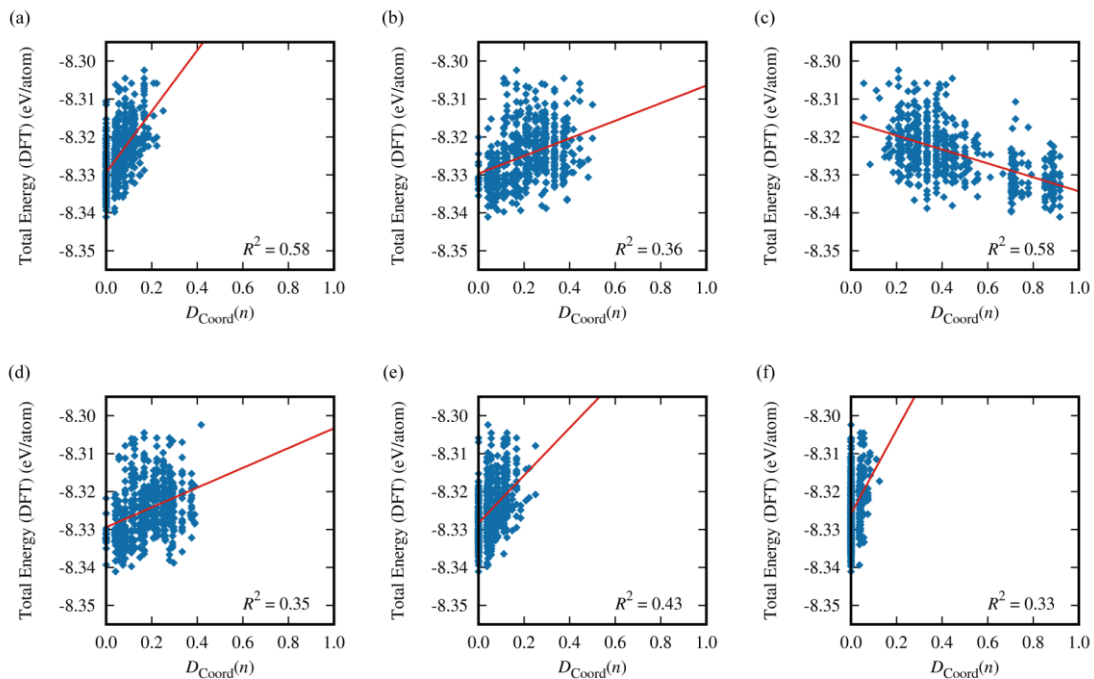 (a)
(b)
(c)
Total Energy (DFT) (eV/atom)
-8.30
-8.31
-8.32
-8.33
-8.34
-8.35
R² = 0.58
0.0 0.2 0.4 0.6 0.8 1.0
D_Coord(n)
Total Energy (DFT) (eV/atom)
-8.30
-8.31
-8.32
-8.33
-8.34
-8.35
R² = 0.36
0.0 0.2 0.4 0.6 0.8 1.0
D_Coord(n)
Total Energy (DFT) (eV/atom)
-8.30
-8.31
-8.32
-8.33
-8.34
-8.35
R² = 0.58
0.0 0.2 0.4 0.6 0.8 1.0
D_Coord(n)
(d)
(e)
(f)
Total Energy (DFT) (eV/atom)
-8.30
-8.31
-8.32
-8.33
-8.34
-8.35
R² = 0.35
0.0 0.2 0.4 0.6 0.8 1.0
D_Coord(n)
Total Energy (DFT) (eV/atom)
-8.30
-8.31
-8.32
-8.33
-8.34
-8.35
R² = 0.43
0.0 0.2 0.4 0.6 0.8 1.0
D_Coord(n)
Total Energy (DFT) (eV/atom)
-8.30
-8.31
-8.32
-8.33
-8.34
-8.35
R² = 0.33
0.0 0.2 0.4 0.6 0.8 1.0
D_Coord(n)